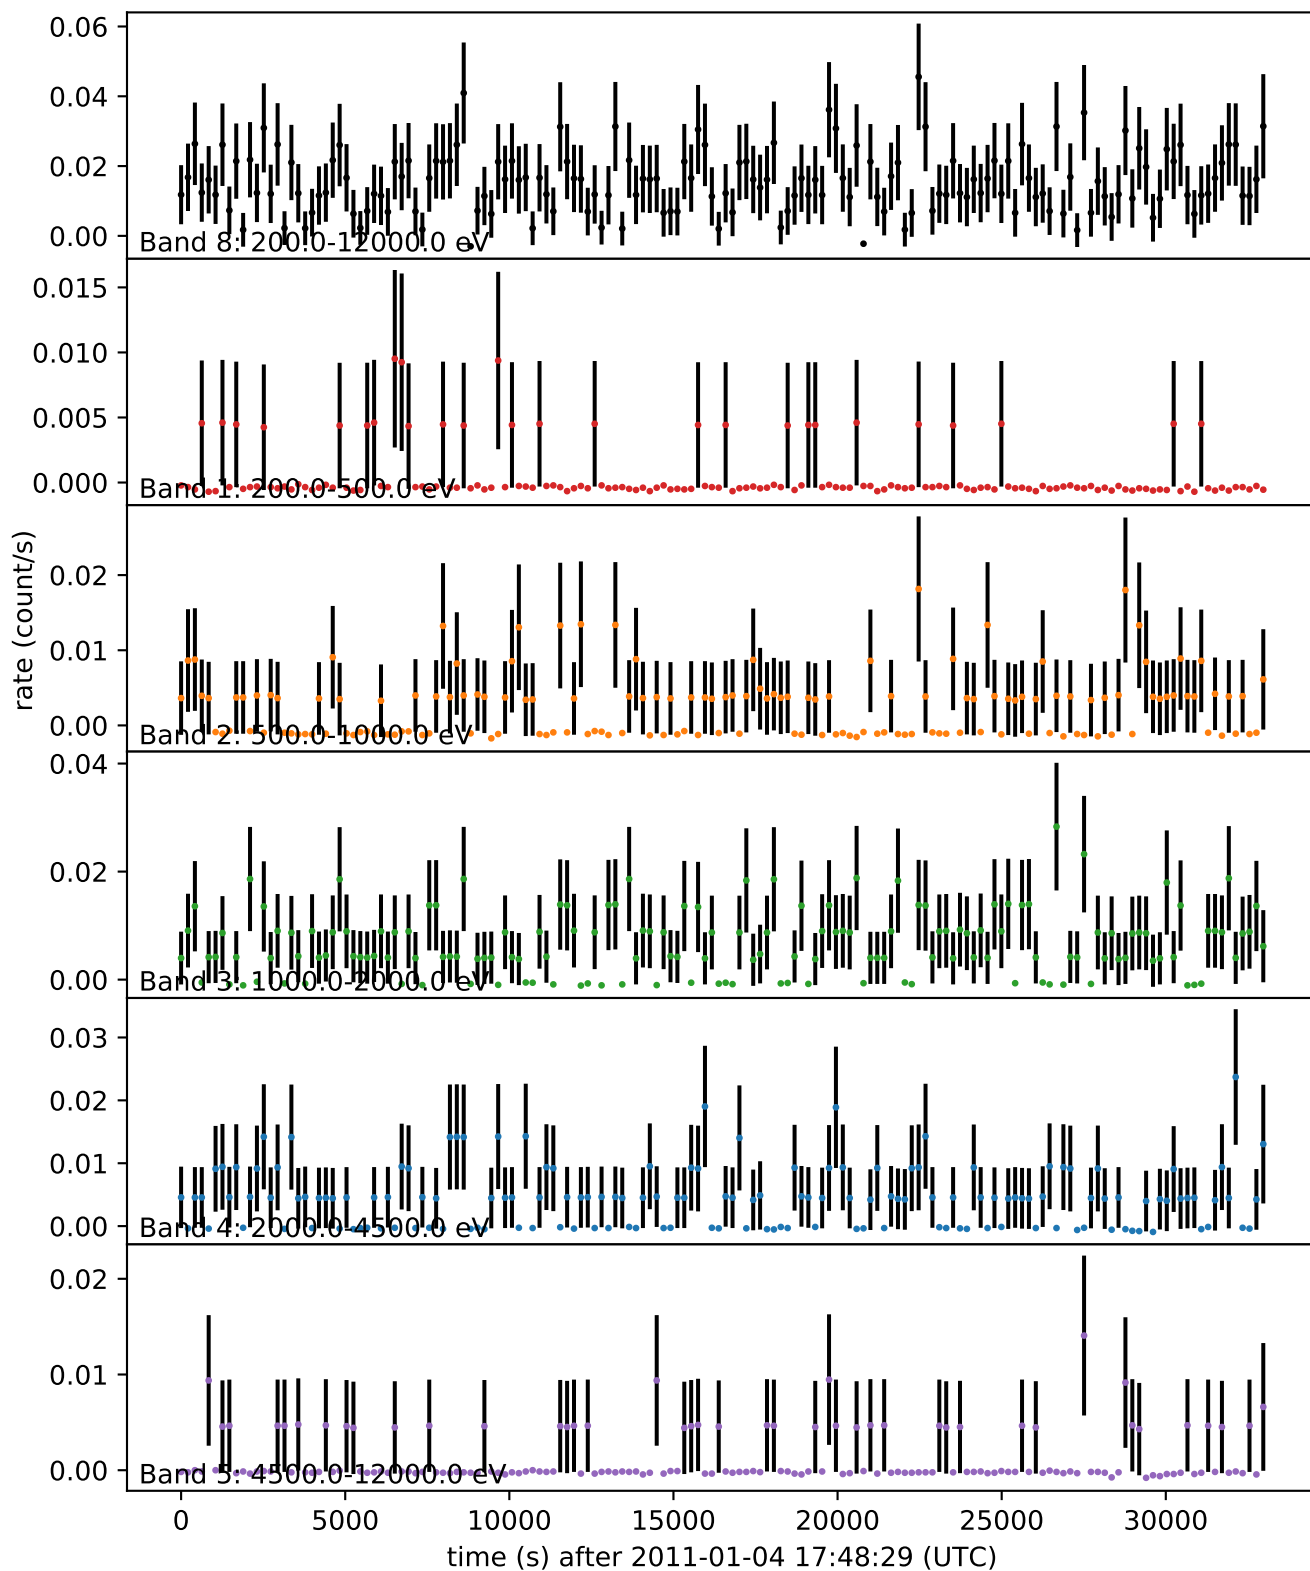 0.06
0.04
0.02
0.00
Band 8: 200.0-12000.0 eV
0.015
0.010
0.005
0.000
Band 1: 200.0-500.0 eV
rate (count/s)
0.02
0.01
0.00
Band 2: 500.0-1000.0 eV
0.04
0.02
0.00
Band 3: 1000.0-2000.0 eV
0.03
0.02
0.01
0.00
Band 4: 2000.0-4500.0 eV
0.02
0.01
0.00
Band 5: 4500.0-12000.0 eV
0 5000 10000 15000 20000 25000 30000
time (s) after 2011-01-04 17:48:29 (UTC)